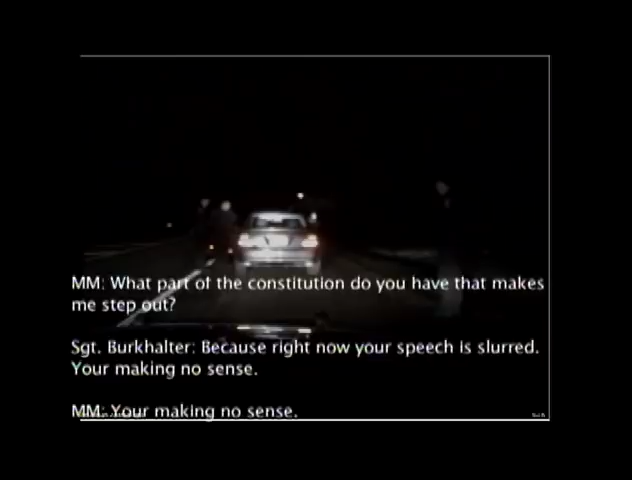 MM: What part of the constitution do you have that makes
me step out?
Sgt. Burkhalter: Because right now your speech is slurred.
Your making no sense.
MM: Your making no sense.